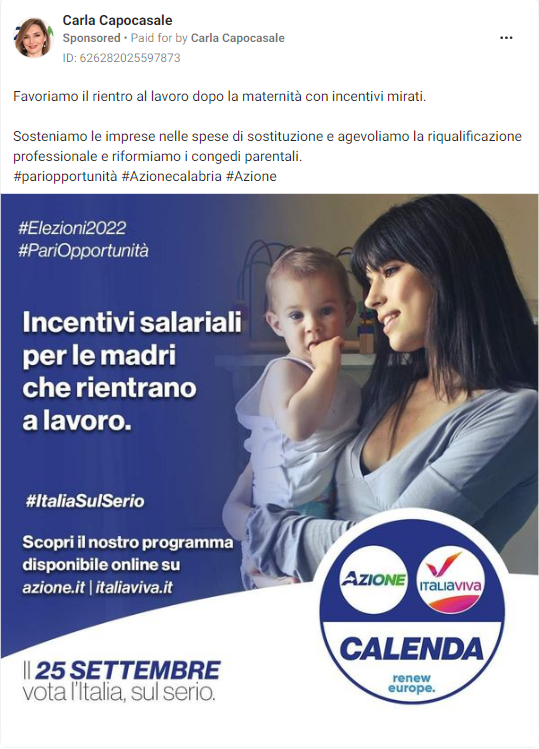 Carla Capocasale
Sponsored • Paid for by Carla Capocasale
ID: 626282025597873
Favoriamo il rientro al lavoro dopo la maternità con incentivi mirati.
Sosteniamo le imprese nelle spese di sostituzione e agevoliamo la riqualificazione
professionale e riformiamo i congedi parentali.
#pariopportunità #Azionecalabria #Azione
#Elezioni2022
#PariOpportunità
Incentivi salariali
per le madri
che rientrano
a lavoro.
#ItaliaSulSerio
Scopri il nostro programma
disponibile online su
azione.it | italiaviva.it
AZIONE
ITALIAVIVA
CALENDA
renew
europe.
Il 25 SETTEMBRE
vota l'Italia, sul serio.